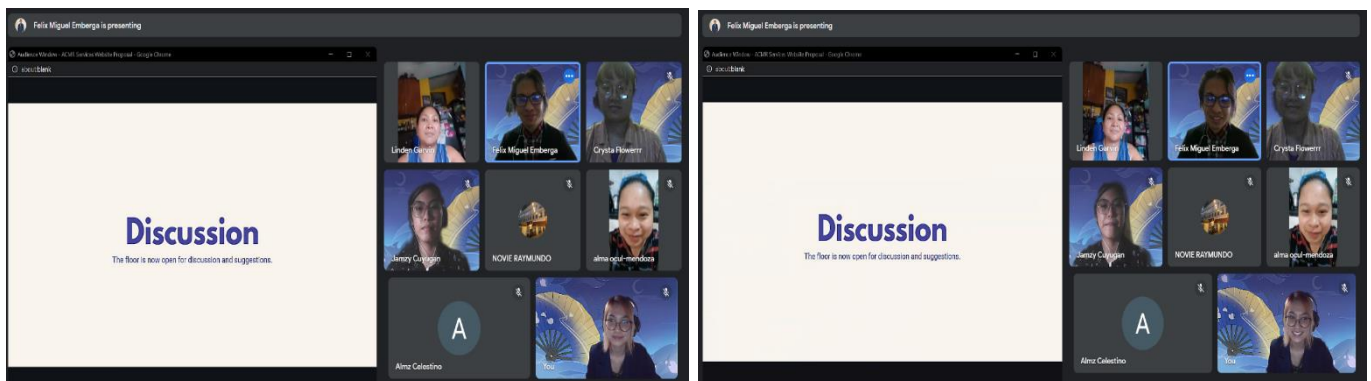 Felix Miguel Emberga is presenting
Audience Window - ACMR Services Website Proposal - Google Chrome
about:blank
Discussion
The floor is now open for discussion and suggestions.
Linden Garvin
Felix Miguel Emberga
Crysta Flowerrr
Jamzy Cuyugan
NOVIE RAYMUNDO
alma ocul-mendoza
A
Almz Celestino
You
Felix Miguel Emberga is presenting
Audience Window - ACMR Services Website Proposal - Google Chrome
about:blank
Discussion
The floor is now open for discussion and suggestions.
Linden Garvin
Felix Miguel Emberga
Crysta Flowerrr
Jamzy Cuyugan
NOVIE RAYMUNDO
alma ocul-mendoza
A
Almz Celestino
You